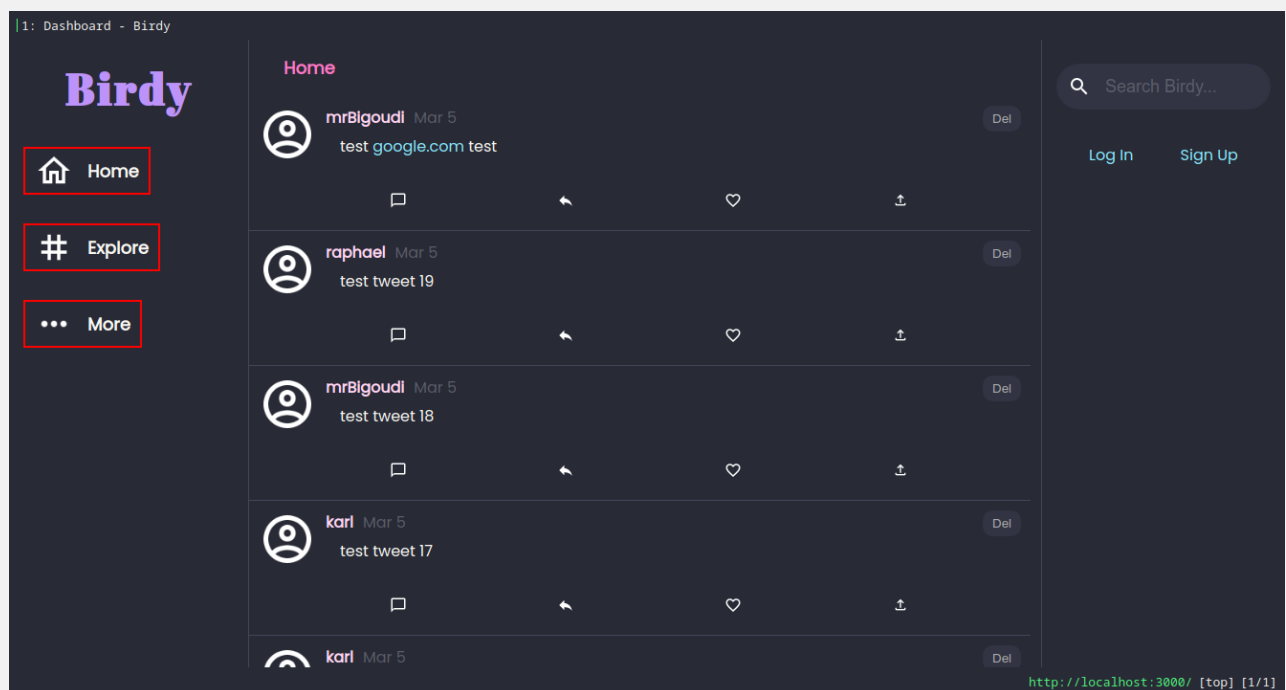 1: Dashboard - Birdy
Birdy
Home
Explore
More
Home
mrBigoudi Mar 5
Del
test google.com test
raphael Mar 5
Del
test tweet 19
mrBigoudi Mar 5
Del
test tweet 18
karl Mar 5
Del
test tweet 17
karl Mar 5
Del
Search Birdy...
Log In Sign Up
http://localhost:3000/ [top] [1/1]